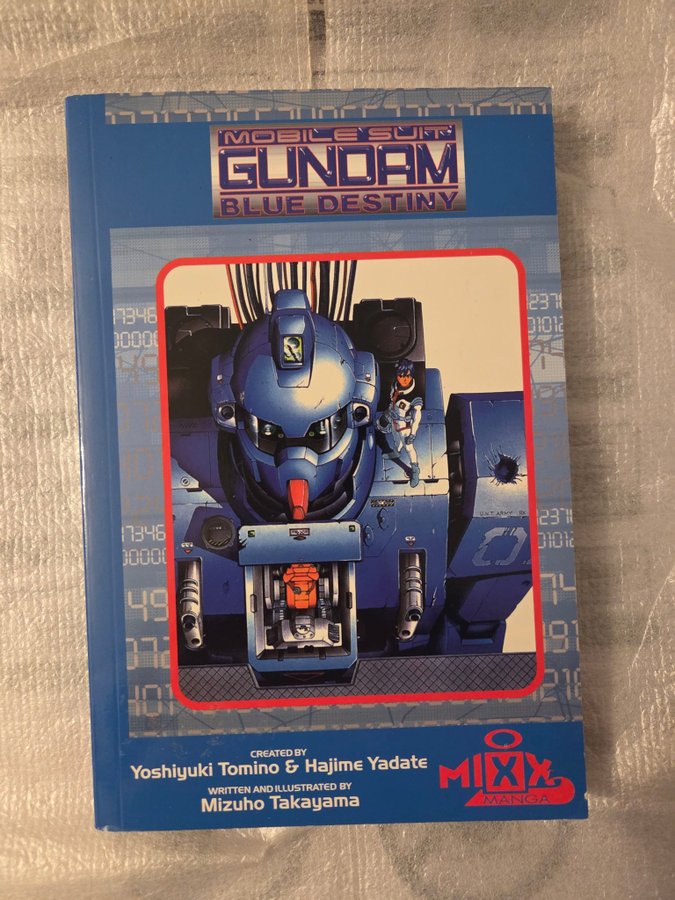 MOBILE SUIT
GUNDAM
BLUE DESTINY
U.N.T. ARMY
CREATED BY
Yoshiyuki Tomino & Hajime Yadate
WRITTEN AND ILLUSTRATED BY
Mizuho Takayama
MIXX
MANGA